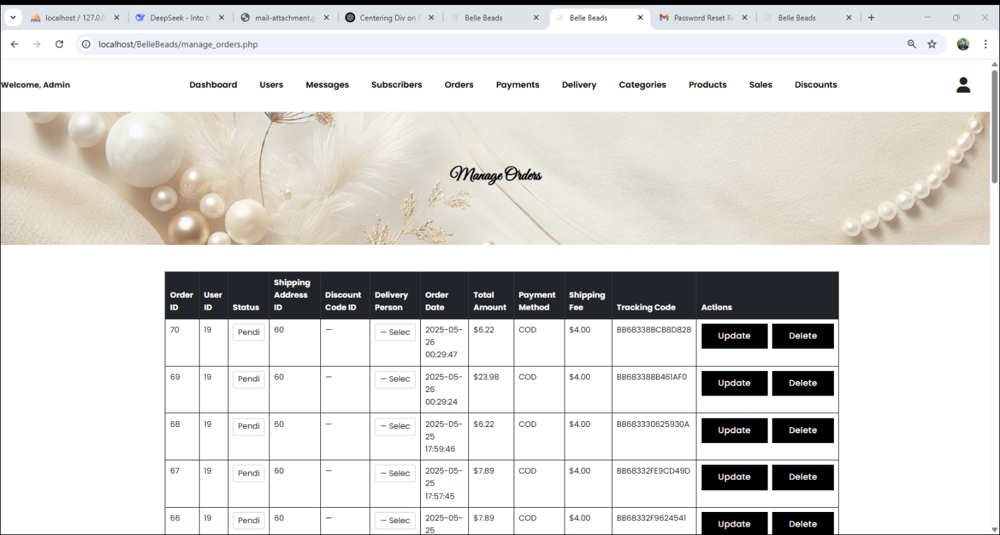 localhost / 127.0.0
DeepSeek - Into th
mail-attachment.g
Centering Div on
Belle Beads
Belle Beads
Password Reset Re
Belle Beads
localhost/BelleBeads/manage_orders.php
Welcome, Admin Dashboard Users Messages Subscribers Orders Payments Delivery Categories Products Sales Discounts
Manage Orders
Order ID User ID Status Shipping Address ID Discount Code ID Delivery Person Order Date Total Amount Payment Method Shipping Fee Tracking Code Actions
70 19 Pendi 60 — — Selec 2025-05-26 00:29:47 $6.22 COD $4.00 BB68338BCB8D828 Update Delete
69 19 Pendi 60 — — Selec 2025-05-26 00:29:24 $23.98 COD $4.00 BB68338BB461AF0 Update Delete
68 19 Pendi 60 — — Selec 2025-05-25 17:59:46 $6.22 COD $4.00 BB683330625930A Update Delete
67 19 Pendi 60 — — Selec 2025-05-25 17:57:45 $7.89 COD $4.00 BB68332FE9CD49D Update Delete
66 19 Pendi 60 — — Selec 2025-05-25 $7.89 COD $4.00 BB68332F9624541 Update Delete